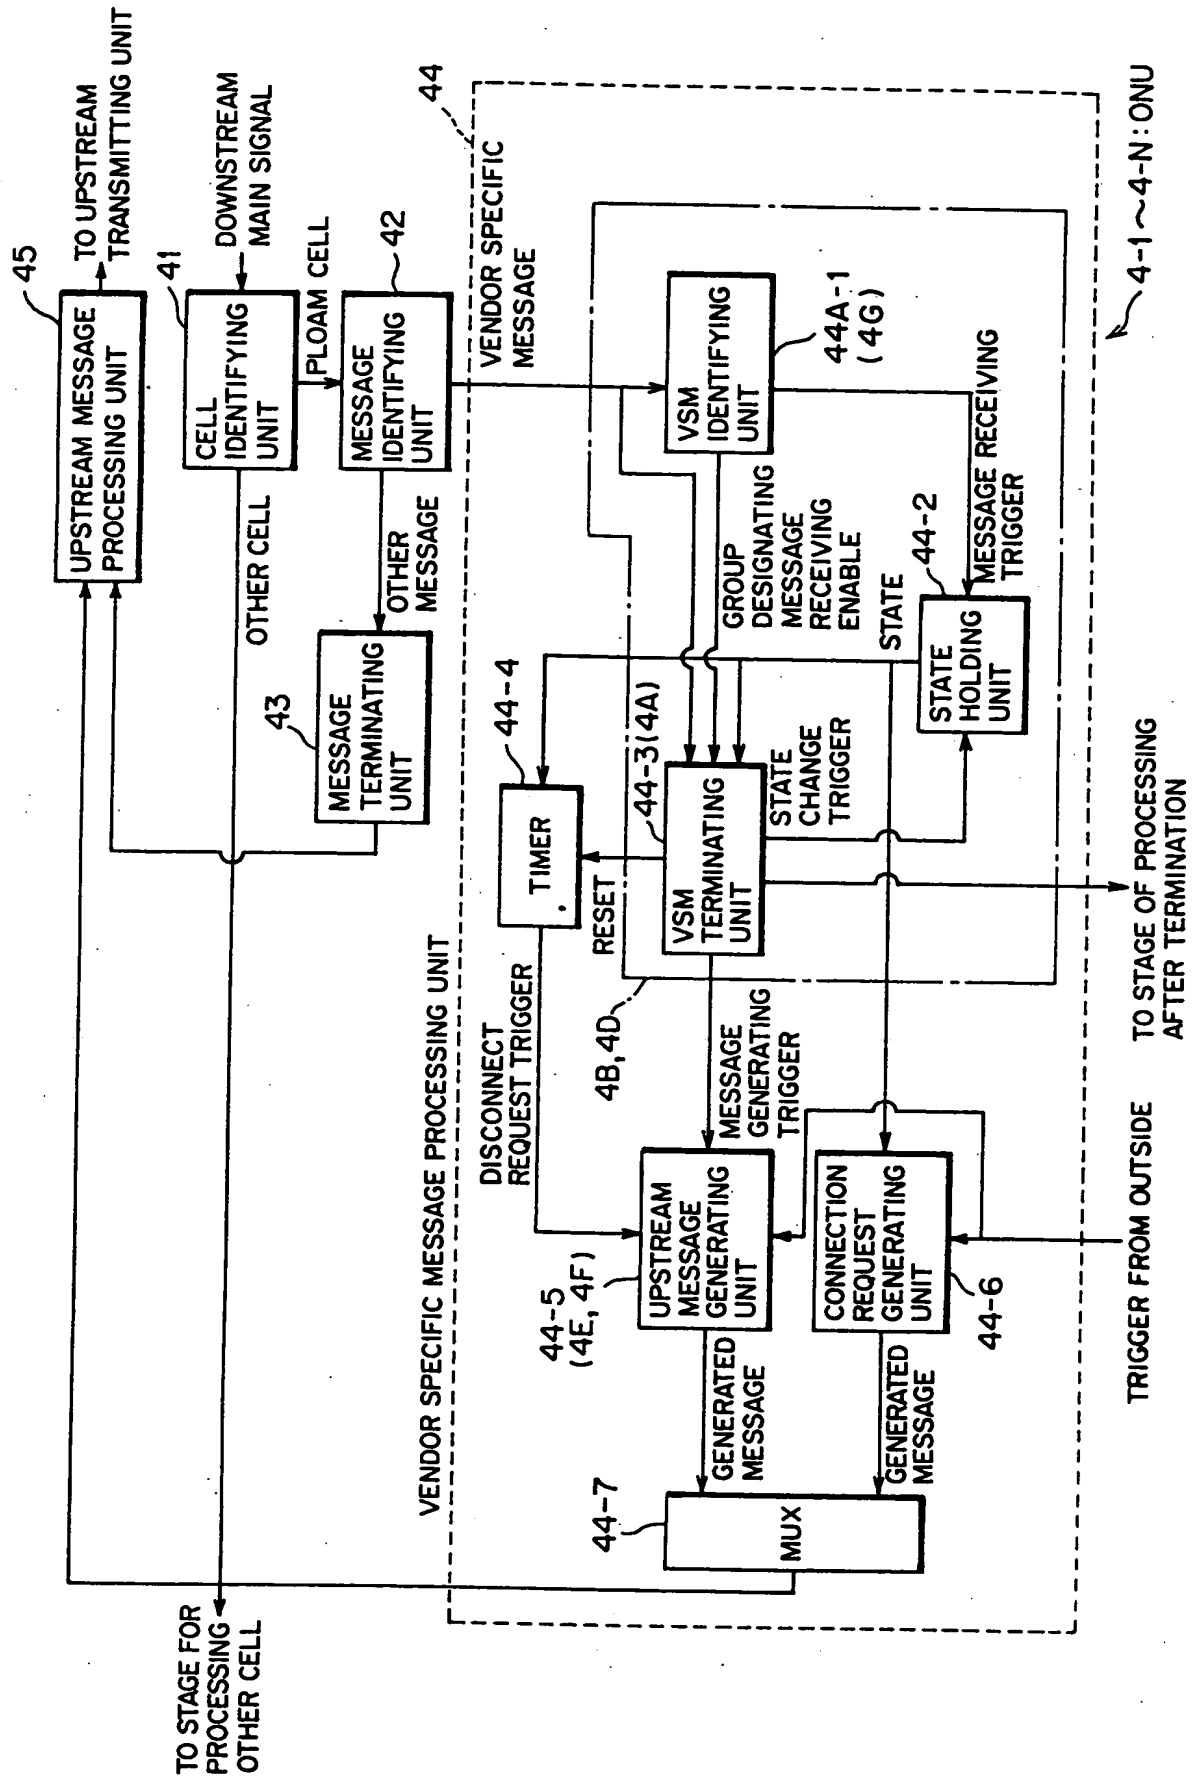 TO UPSTREAM
TRANSMITTING UNIT
45
UPSTREAM MESSAGE
PROCESSING UNIT
DOWNSTREAM
MAIN SIGNAL
41
CELL
IDENTIFYING
UNIT
OTHER CELL
PLOAM CELL
42
MESSAGE
IDENTIFYING
UNIT
OTHER
MESSAGE
43
MESSAGE
TERMINATING
UNIT
TO STAGE FOR
PROCESSING
OTHER CELL
44
VENDOR SPECIFIC
MESSAGE
VENDOR SPECIFIC MESSAGE PROCESSING UNIT
VSM
IDENTIFYING
UNIT
44A-1
(4G)
GROUP
DESIGNATING
MESSAGE
RECEIVING
ENABLE
MESSAGE RECEIVING
TRIGGER
44-2
STATE
HOLDING
UNIT
STATE
44-4
TIMER
RESET
DISCONNECT
REQUEST TRIGGER
44-3(4A)
VSM
TERMINATING
UNIT
STATE
CHANGE
TRIGGER
4B, 4D
MESSAGE
GENERATING
TRIGGER
44-5
(4E, 4F)
UPSTREAM
MESSAGE
GENERATING
UNIT
CONNECTION
REQUEST
GENERATING
UNIT
44-6
GENERATED
MESSAGE
GENERATED
MESSAGE
44-7
MUX
4-1~4-N:ONU
TO STAGE OF PROCESSING
AFTER TERMINATION
TRIGGER FROM OUTSIDE